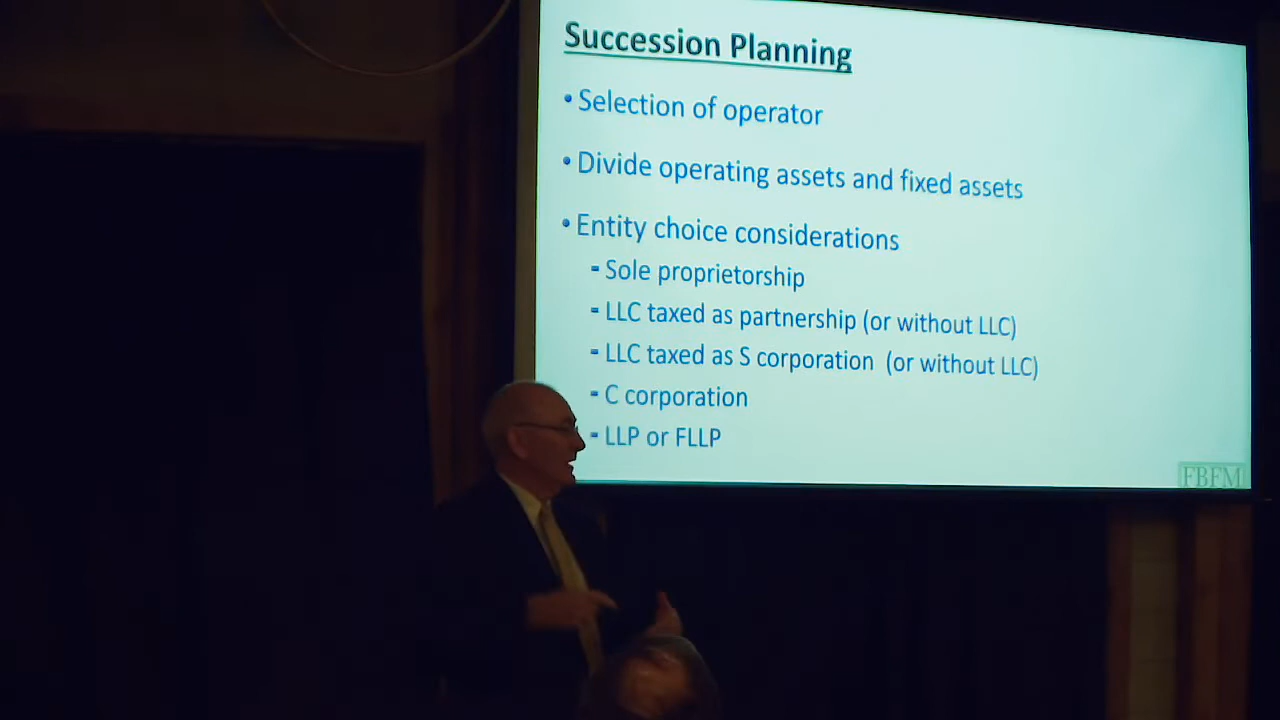 Succession Planning
• Selection of operator
• Divide operating assets and fixed assets
• Entity choice considerations
- Sole proprietorship
- LLC taxed as partnership (or without LLC)
- LLC taxed as S corporation (or without LLC)
- C corporation
- LLP or FLLP
FBFM